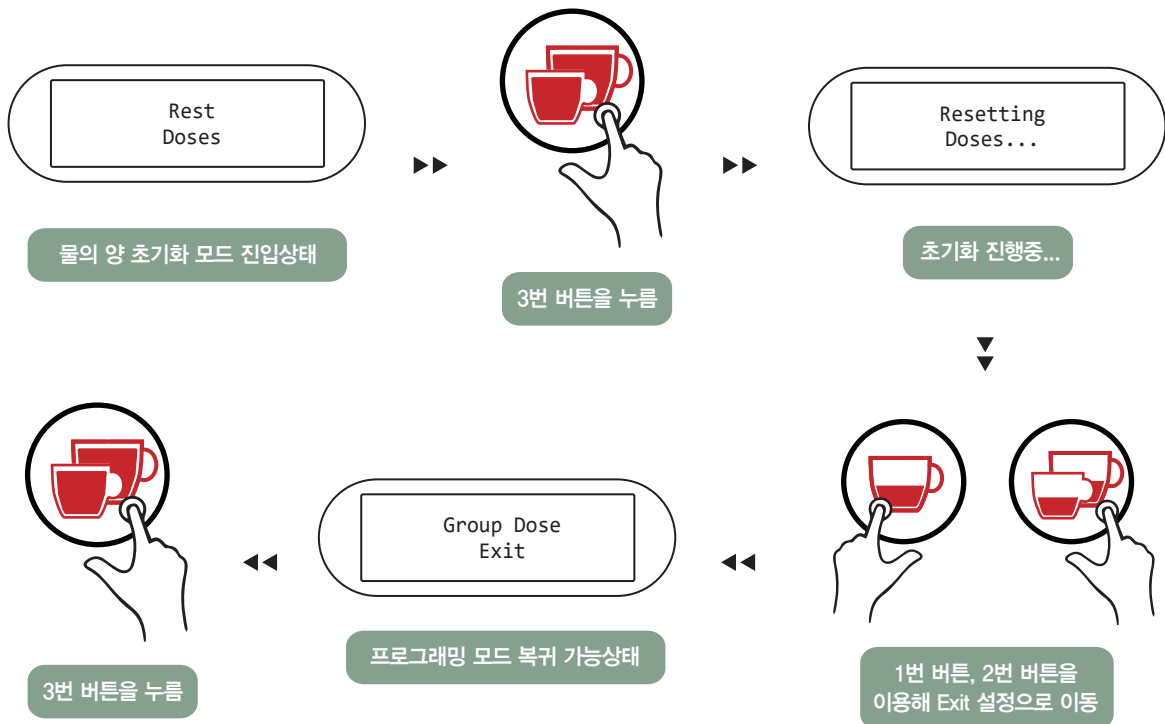 Rest
Doses
물의 양 초기화 모드 진입상태
3번 버튼을 누름
Resetting
Doses...
초기화 진행중...
1번 버튼, 2번 버튼을
이용해 Exit 설정으로 이동
Group Dose
Exit
프로그래밍 모드 복귀 가능상태
3번 버튼을 누름